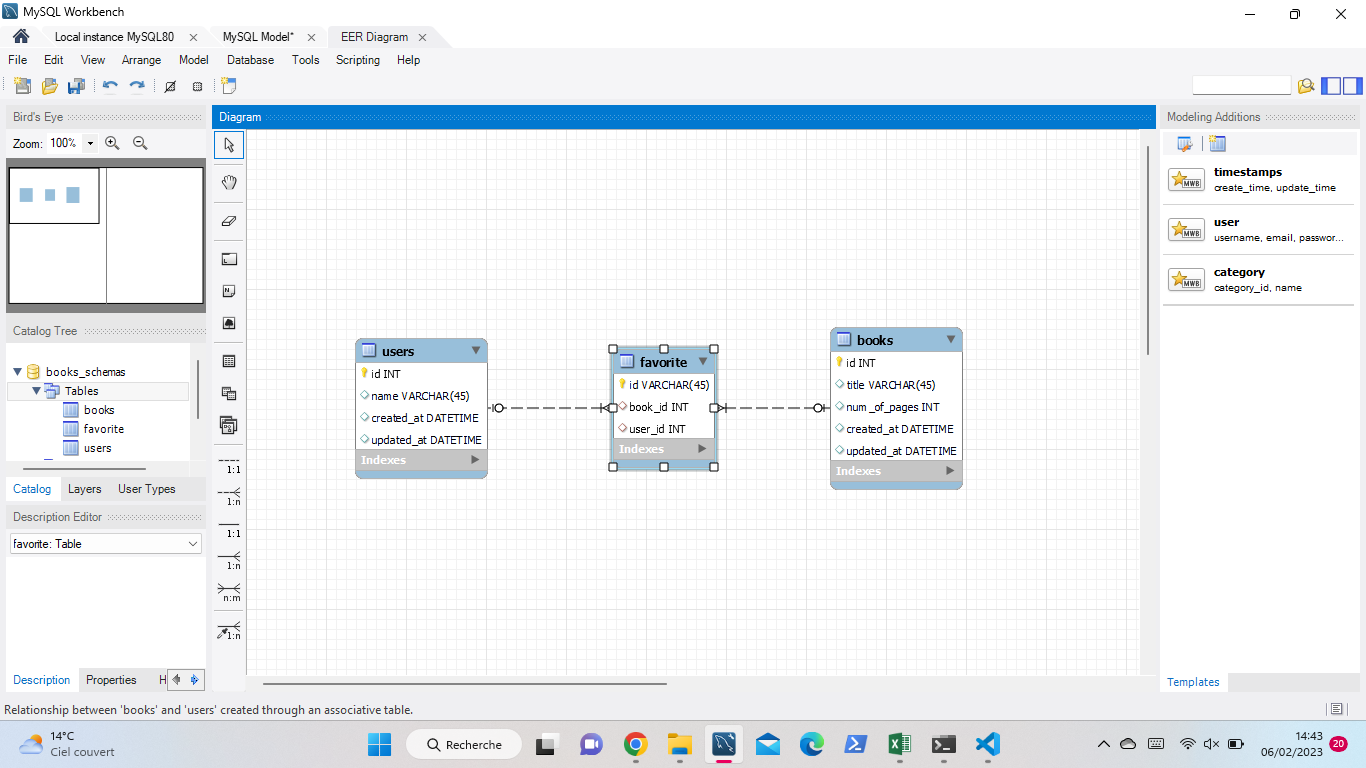 MySQL Workbench
Local instance MySQL80
MySQL Model*
EER Diagram
File Edit View Arrange Model Database Tools Scripting Help
Bird's Eye
Zoom: 100%
Catalog Tree
books_schemas
Tables
books
favorite
users
Catalog Layers User Types
Description Editor
favorite: Table
Description Properties H
Diagram
1:1
1:n
1:1
1:n
n:m
1:n
users
id INT
name VARCHAR(45)
created_at DATETIME
updated_at DATETIME
Indexes
favorite
id VARCHAR(45)
book_id INT
user_id INT
Indexes
books
id INT
title VARCHAR(45)
num_of_pages INT
created_at DATETIME
updated_at DATETIME
Indexes
Modeling Additions
MWB
timestamps
create_time, update_time
MWB
user
username, email, passwor...
MWB
category
category_id, name
Templates
Relationship between 'books' and 'users' created through an associative table.
14°C
Ciel couvert
Recherche
14:43
06/02/2023
20